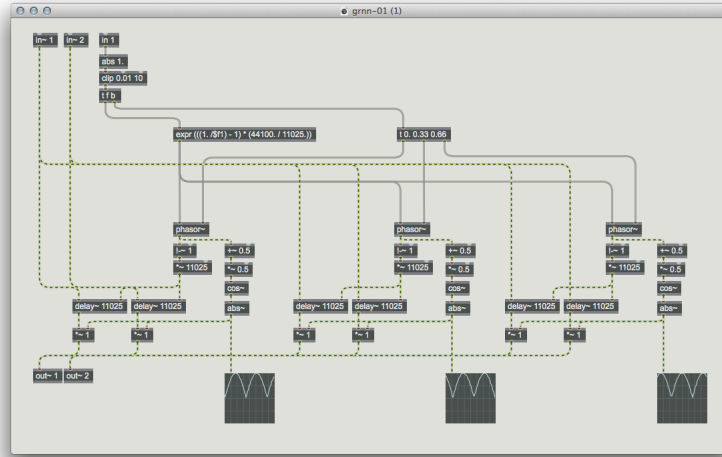 grnn-01 (1)
in~ 1 in~ 2 in 1
abs 1.
clip 0.01 10
t f b
expr (((1. /$f1) - 1) * (44100. / 11025.)) t 0. 0.33 0.66
phasor~ phasor~ phasor~
!-~ 1 +~ 0.5 !-~ 1 +~ 0.5 !-~ 1 +~ 0.5
*~ 11025 *~ 0.5 *~ 11025 *~ 0.5 *~ 11025 *~ 0.5
cos~ cos~ cos~
delay~ 11025 delay~ 11025 abs~ delay~ 11025 delay~ 11025 abs~ delay~ 11025 delay~ 11025 abs~
*~ 1 *~ 1 *~ 1 *~ 1 *~ 1 *~ 1
out~ 1 out~ 2